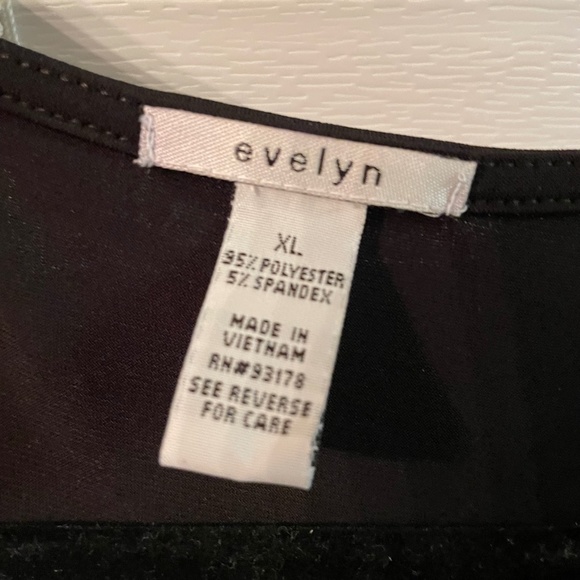 evelyn
XL
95% POLYESTER
5% SPANDEX
MADE IN
VIETNAM
RN#93178
SEE REVERSE
FOR CARE